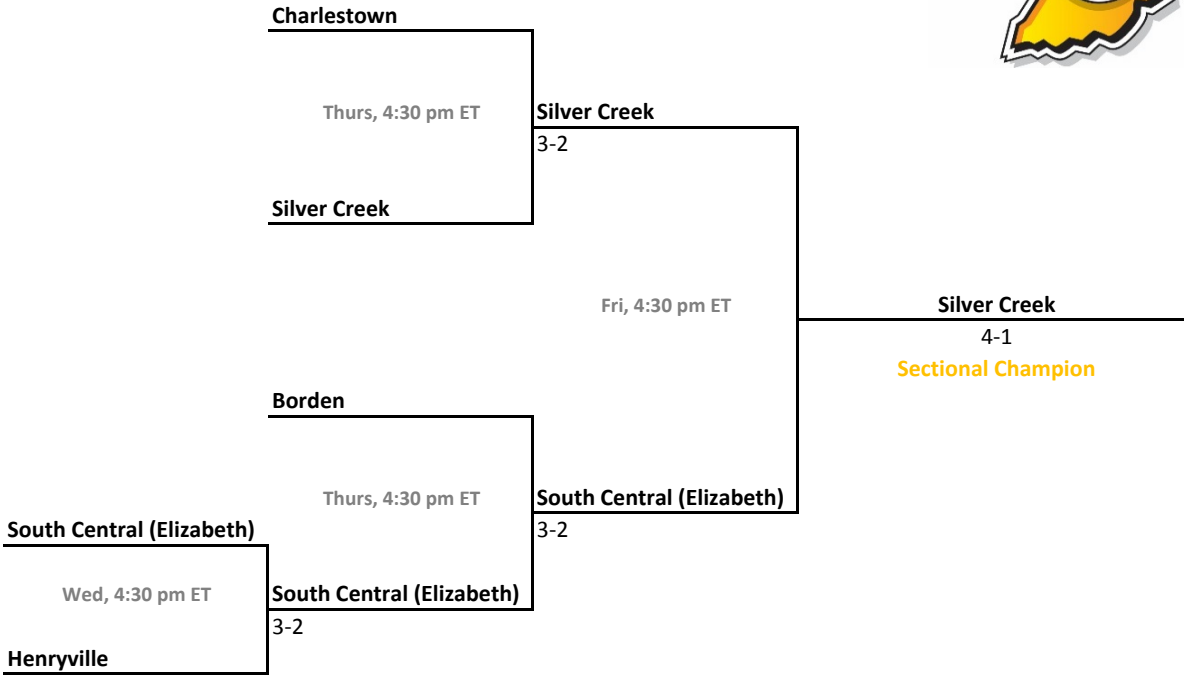 Charlestown
Thurs, 4:30 pm ET
Silver Creek
3-2
Silver Creek
Fri, 4:30 pm ET
Silver Creek
4-1
Sectional Champion
Borden
Thurs, 4:30 pm ET
South Central (Elizabeth)
3-2
South Central (Elizabeth)
Wed, 4:30 pm ET
South Central (Elizabeth)
3-2
Henryville